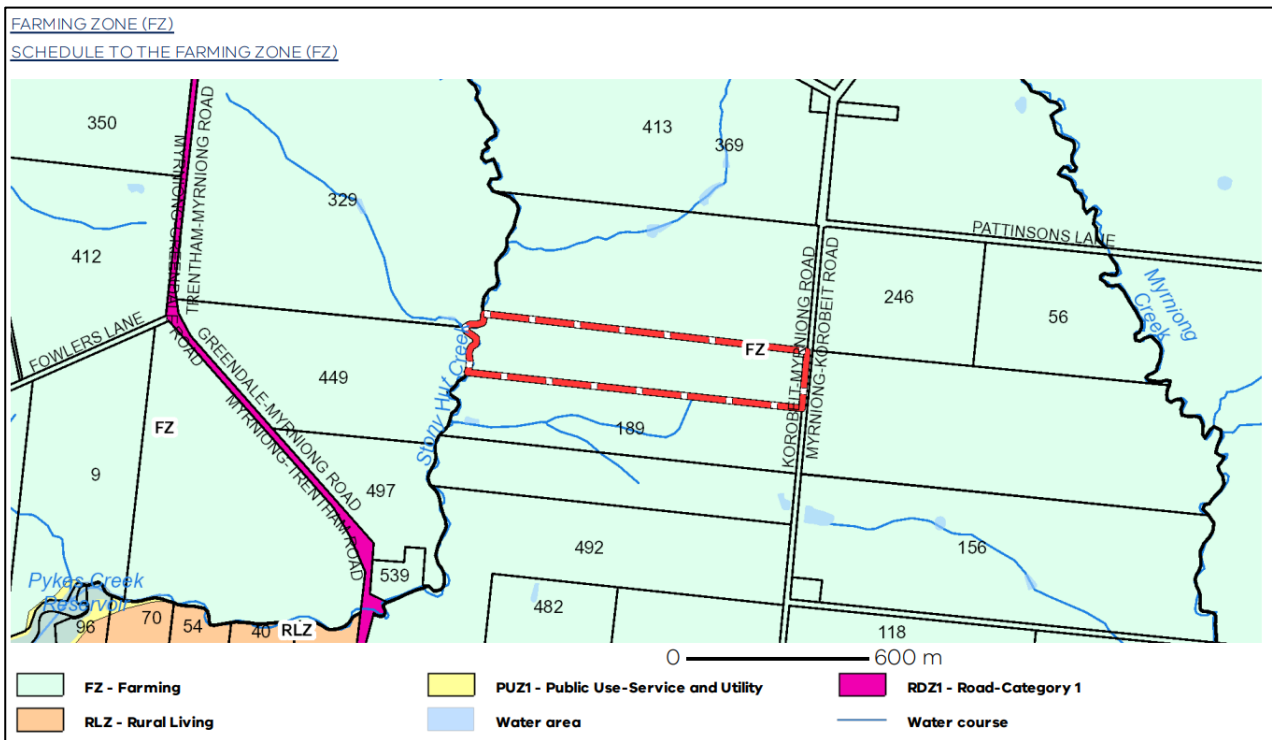 FARMING ZONE (FZ)
SCHEDULE TO THE FARMING ZONE (FZ)
350
413
369
MYRNIONG-GREENDALE ROAD
TRENTHAM-MYRNIONG ROAD
329
412
PATTINSONS LANE
246
56
Myrniong
Creek
FOWLERS LANE
GREENDALE-MYRNIONG ROAD
MYRNIONG-TRENTHAM ROAD
449
Stony Hut Creek
FZ
KOROBEIT-MYRNIONG ROAD
MYRNIONG-KOROBEIT ROAD
FZ
189
9
497
492
156
539
Pykes Creek
Reservoir
482
96
70
54
40
RLZ
118
0
600 m
FZ - Farming
PUZ1 - Public Use-Service and Utility
RDZ1 - Road-Category 1
RLZ - Rural Living
Water area
Water course